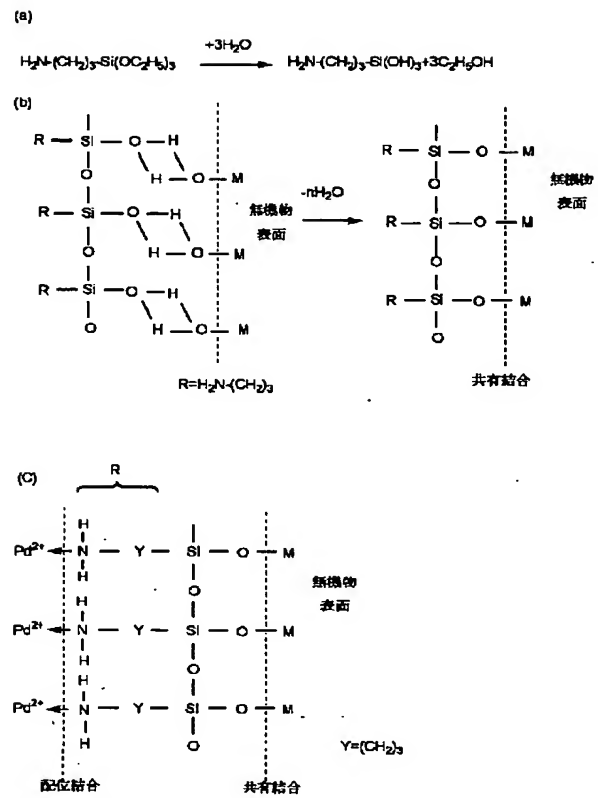 (a)
H₂N-(CH₂)₃-Si(OC₂H₅)₃ +3H₂O H₂N-(CH₂)₃-Si(OH)₃+3C₂H₅OH
(b)
R—Si—O—H
H—O—M
O
R—Si—O—H
H—O—M
O
R—Si—O—H
H—O—M
O
無機物
表面
-nH₂O
R=H₂N-(CH₂)₃
R—Si—O—M
O
R—Si—O—M
O
R—Si—O—M
O
無機物
表面
共有結合
(C)
R
H
Pd²⁺ N—Y—Si—O—M
H O
H
Pd²⁺ N—Y—Si—O—M
H O
H
Pd²⁺ N—Y—Si—O—M
H O
無機物
表面
Y=(CH₂)₃
配位結合 共有結合